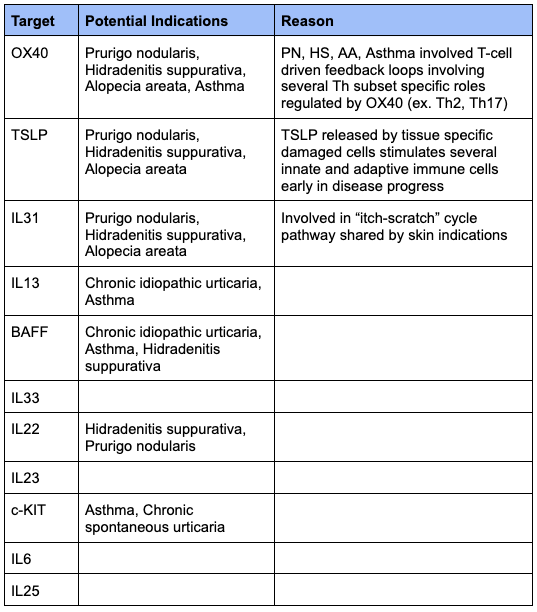 Target Potential Indications Reason
OX40 Prurigo nodularis, PN, HS, AA, Asthma involved T-cell
Hidradenitis suppurativa, driven feedback loops involving
Alopecia areata, Asthma several Th subset specific roles
regulated by OX40 (ex. Th2, Th17)
TSLP Prurigo nodularis, TSLP released by tissue specific
Hidradenitis suppurativa, damaged cells stimulates several
Alopecia areata innate and adaptive immune cells
early in disease progress
IL31 Prurigo nodularis, Involved in “itch-scratch” cycle
Hidradenitis suppurativa, pathway shared by skin indications
Alopecia areata
IL13 Chronic idiopathic urticaria,
Asthma
BAFF Chronic idiopathic urticaria,
Asthma, Hidradenitis
suppurativa
IL33
IL22 Hidradenitis suppurativa,
Prurigo nodularis
IL23
c-KIT Asthma, Chronic
spontaneous urticaria
IL6
IL25